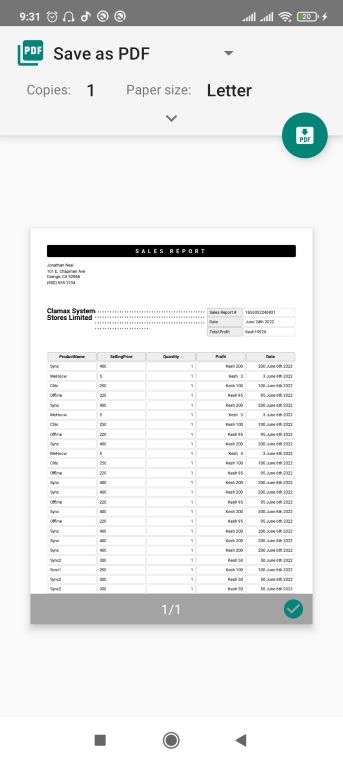 9:31
20
PDF Save as PDF
Copies: 1 Paper size: Letter
PDF
SALES REPORT
Jonathan Neal
101 E. Chapman Ave
Orange, CA 92866
(800) 555-1234
Clamax System
Stores Limited
Sales Report # 1656052246801
Date June 24th 2022
Total Profit Kesh19926
ProductName SellingPrice Quantity Profit Date
Sync 400 1 Kesh 200 200 June 6th 2022
MeHocw 5 1 Kesh 3 3 June 6th 2022
Chlo 250 1 Kesh 100 100 June 6th 2022
Offline 220 1 Kesh 95 95 June 6th 2022
Sync 400 1 Kesh 200 200 June 6th 2022
MeHocw 5 1 Kesh 3 3 June 6th 2022
Chlo 250 1 Kesh 100 100 June 6th 2022
Offline 220 1 Kesh 95 95 June 6th 2022
Sync 400 1 Kesh 200 200 June 6th 2022
MeHocw 5 1 Kesh 3 3 June 6th 2022
Chlo 250 1 Kesh 100 100 June 6th 2022
Offline 220 1 Kesh 95 95 June 6th 2022
Sync 400 1 Kesh 200 200 June 6th 2022
Sync 400 1 Kesh 200 200 June 6th 2022
Offline 220 1 Kesh 95 95 June 6th 2022
Sync 400 1 Kesh 200 200 June 6th 2022
Offline 220 1 Kesh 95 95 June 6th 2022
Sync 400 1 Kesh 200 200 June 6th 2022
Sync 400 1 Kesh 200 200 June 6th 2022
Sync 400 1 Kesh 200 200 June 6th 2022
Sync2 300 1 Kesh 50 50 June 6th 2022
250 1 Kesh 100 100 June 6th 2022
Sync2 300 1 Kesh 50 50 June 6th 2022
Sync2 300 1 Kesh 50 50 June 6th 2022
1/1